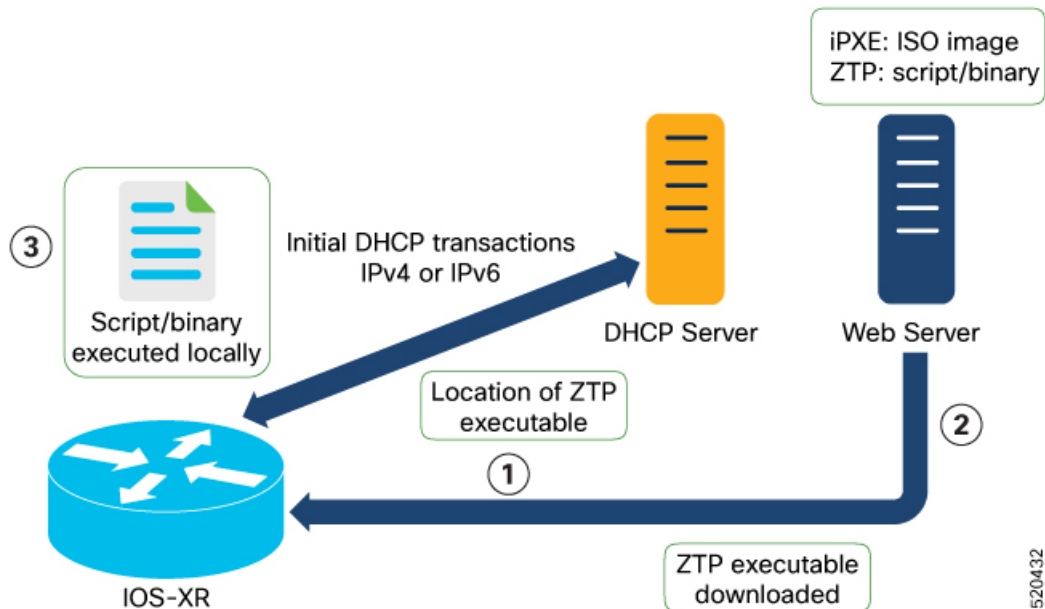 iPXE: ISO image
ZTP: script/binary
3
Script/binary
executed locally
Initial DHCP transactions
IPv4 or IPv6
DHCP Server
Web Server
Location of ZTP
executable
1
2
ZTP executable
downloaded
IOS-XR
520432